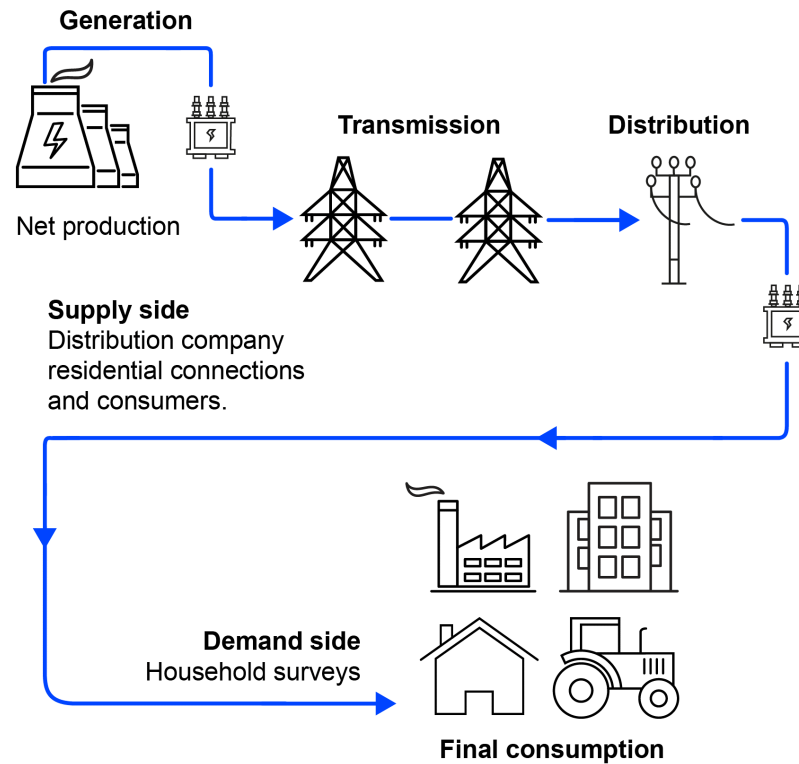 Generation
Transmission
Distribution
Net production
Supply side
Distribution company
residential connections
and consumers.
Demand side
Household surveys
Final consumption